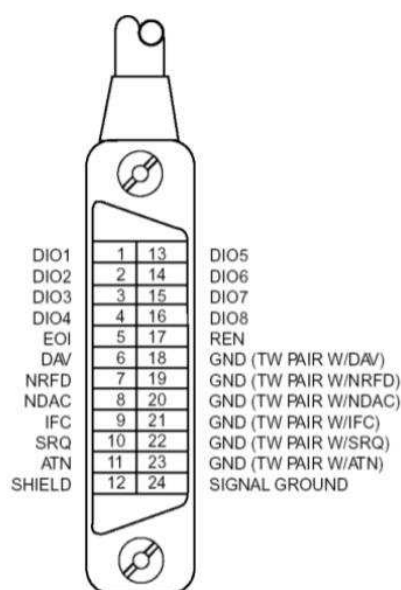 DIO1 1 13 DIO5
DIO2 2 14 DIO6
DIO3 3 15 DIO7
DIO4 4 16 DIO8
EOI 5 17 REN
DAV 6 18 GND (TW PAIR W/DAV)
NRFD 7 19 GND (TW PAIR W/NRFD)
NDAC 8 20 GND (TW PAIR W/NDAC)
IFC 9 21 GND (TW PAIR W/IFC)
SRQ 10 22 GND (TW PAIR W/SRQ)
ATN 11 23 GND (TW PAIR W/ATN)
SHIELD 12 24 SIGNAL GROUND